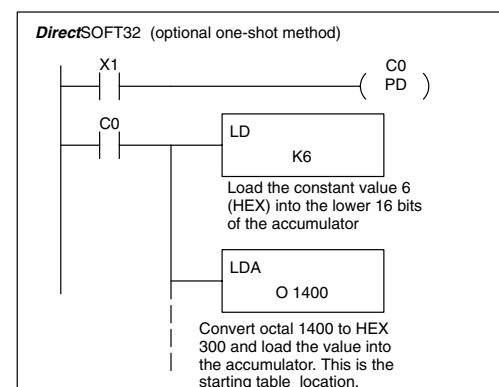 DirectSOFT32 (optional one-shot method)
X1
C0
PD
C0
LD
K6
Load the constant value 6
(HEX) into the lower 16 bits
of the accumulator
LDA
O 1400
Convert octal 1400 to HEX
300 and load the value into
the accumulator. This is the
starting table location.